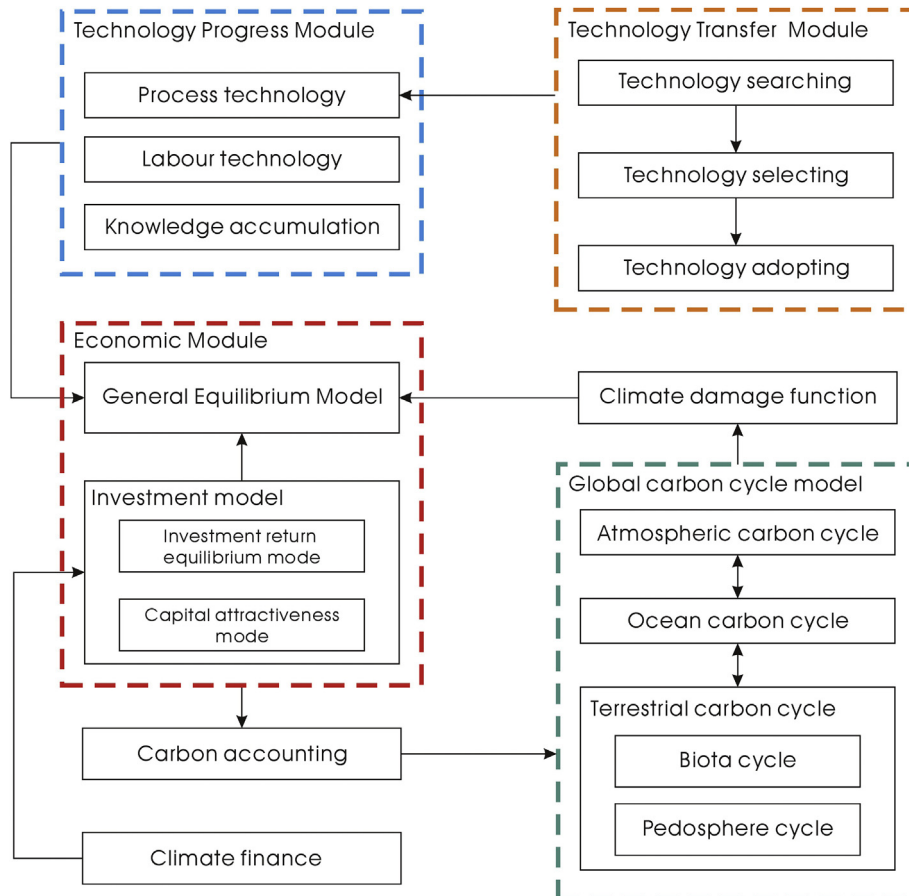 Technology Progress Module
Process technology
Labour technology
Knowledge accumulation
Technology Transfer Module
Technology searching
Technology selecting
Technology adopting
Economic Module
General Equilibrium Model
Investment model
Investment return
equilibrium mode
Capital attractiveness
mode
Climate damage function
Global carbon cycle model
Atmospheric carbon cycle
Ocean carbon cycle
Terrestrial carbon cycle
Biota cycle
Pedosphere cycle
Carbon accounting
Climate finance